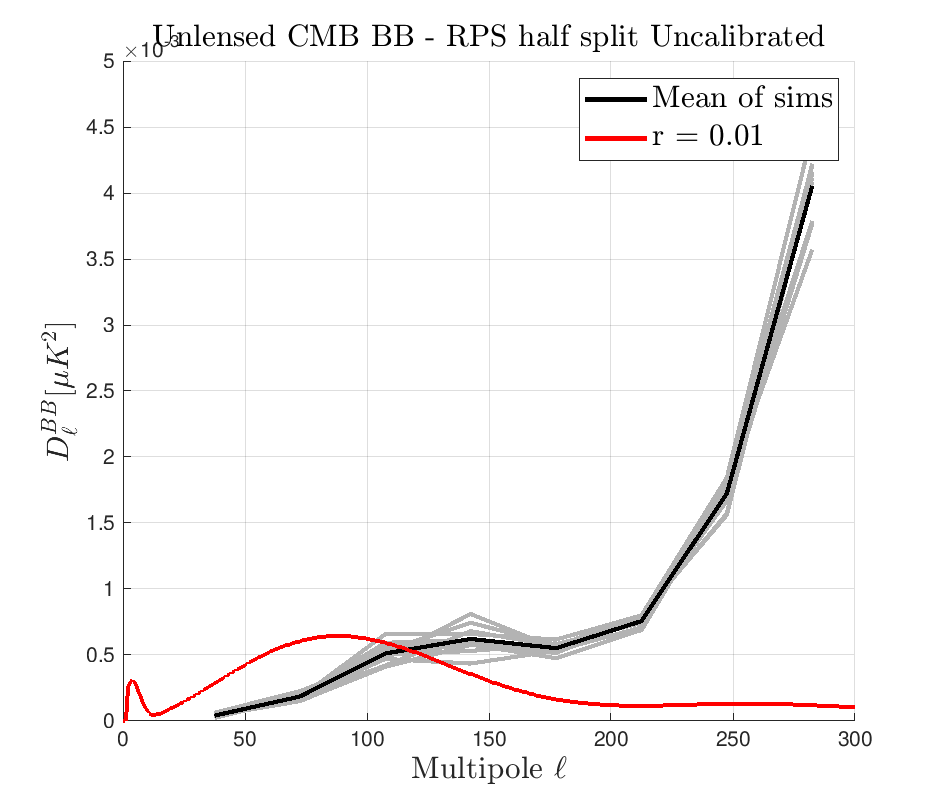 Unlensed CMB BB - RPS half split Uncalibrated
×10⁻³
Mean of sims
r = 0.01
5
4.5
4
3.5
3
2.5
2
1.5
1
0.5
0
D_ℓ^{BB}[μK²]
0 50 100 150 200 250 300
Multipole ℓ